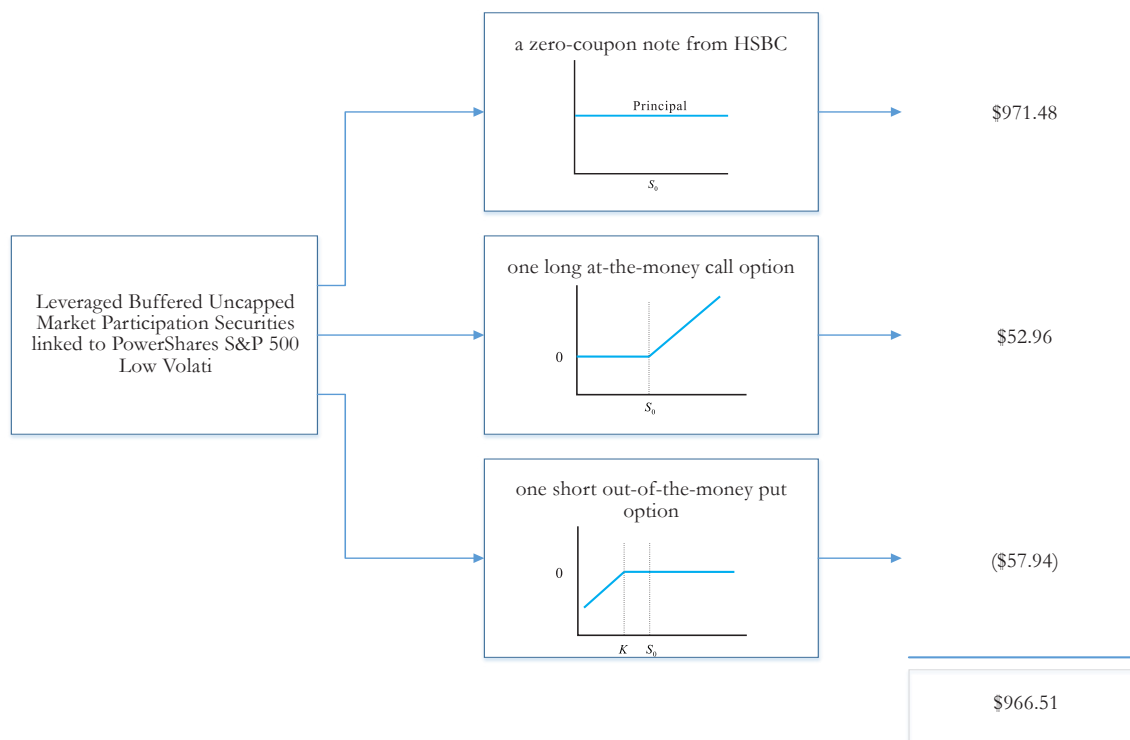 a zero-coupon note from HSBC
Principal
S₀
$971.48
Leveraged Buffered Uncapped
Market Participation Securities
linked to PowerShares S&P 500
Low Volati
one long at-the-money call option
0
S₀
$52.96
one short out-of-the-money put
option
0
K S₀
($57.94)
$966.51